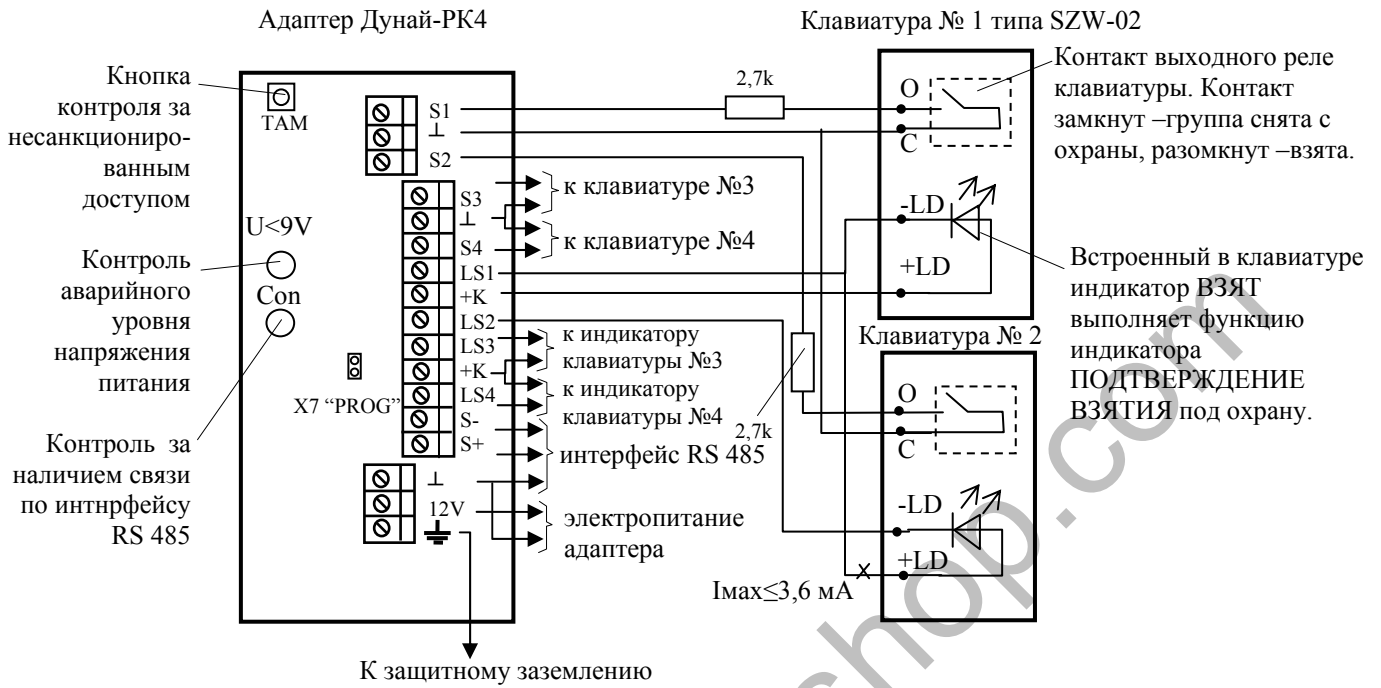 Адаптер Дунай-РК4
Клавиатура № 1 типа SZW-02
Кнопка
контроля за
несанкциониро-
ванным
доступом
TAM
U<9V
Контроль
аварийного
уровня
напряжения
питания
Con
X7 “PROG”
Контроль за
наличием связи
по интнрфейсу
RS 485
S1
⊥
S2
S3
⊥
S4
LS1
+K
LS2
LS3
+K
LS4
S-
S+
⊥
12V
2,7k
к клавиатуре №3
к клавиатуре №4
к индикатору
клавиатуры №3
к индикатору
клавиатуры №4
2,7k
интерфейс RS 485
электропитание
адаптера
Iмах≤3,6 мА
К защитному заземлению
O
C
-LD
+LD
Контакт выходного реле
клавиатуры. Контакт
замкнут –группа снята с
охраны, разомкнут –взята.
Встроенный в клавиатуре
индикатор ВЗЯТ
выполняет функцию
индикатора
ПОДТВЕРЖДЕНИЕ
ВЗЯТИЯ под охрану.
Клавиатура № 2
O
C
-LD
+LD
shop.com